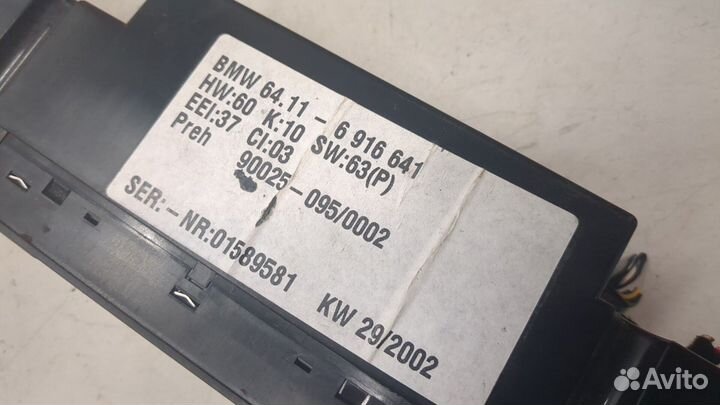 BMW 64.11 - 6 916 641
HW:60 K:10 SW:63(P)
EEI:37 CI:03
Preh 90025-095/0002
SER:-NR:01589581 KW 29/2002
Avito